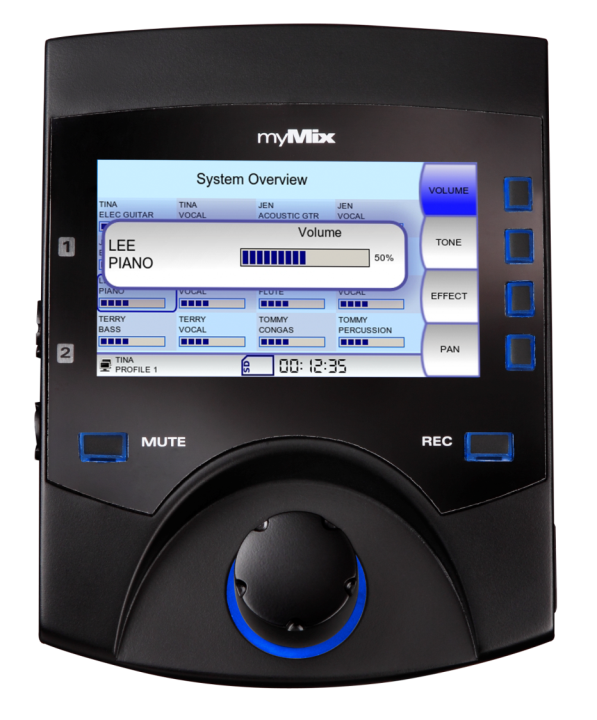 myMix
System Overview
VOLUME
TINA TINA JEN JEN
ELEC GUITAR VOCAL ACOUSTIC GTR VOCAL
1
LEE
PIANO
Volume
50%
TONE
PIANO VOCAL FLUTE VOCAL
EFFECT
TERRY TERRY TOMMY TOMMY
BASS VOCAL CONGAS PERCUSSION
2
PAN
TINA
PROFILE 1
SD
00:12:35
MUTE
REC